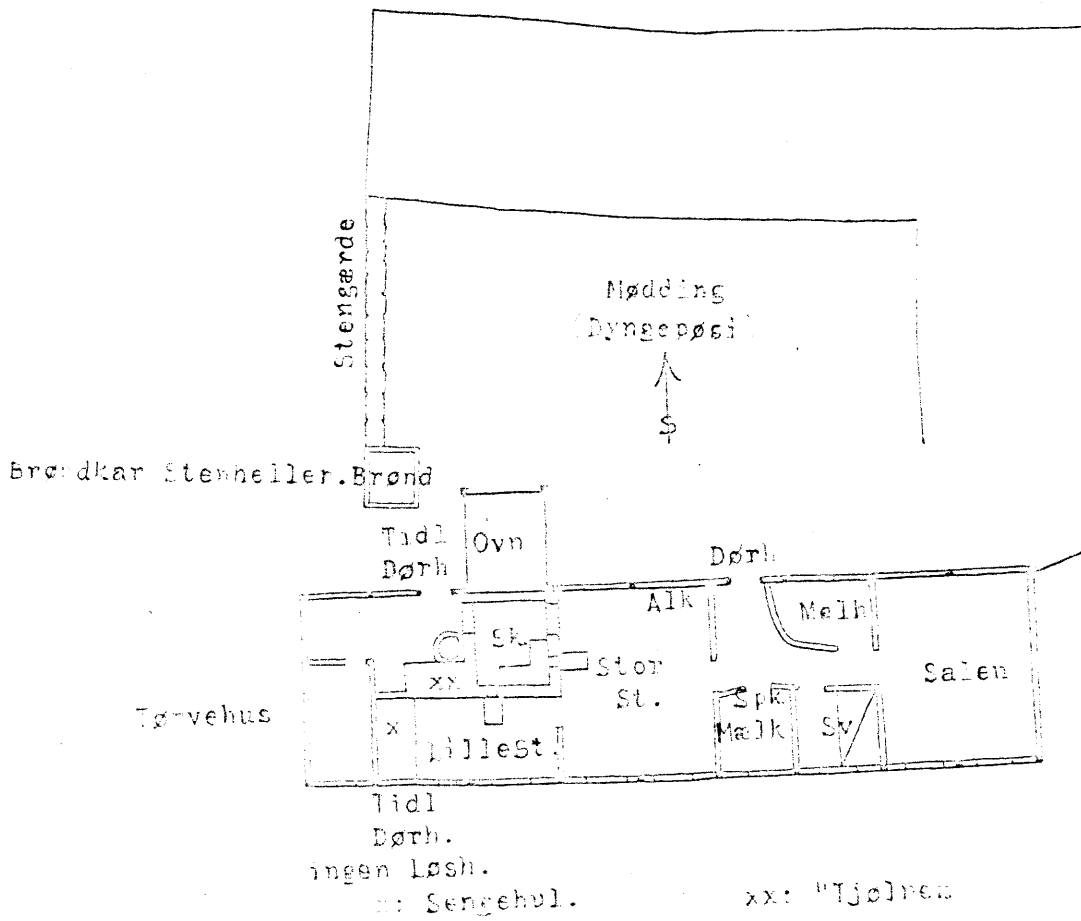 Stengærde
Mødding
(Dyngepøsi)
S
Brøndkar Stenheller.Brønd
Tidl
Dørh
Ovn
Dørh
Alk
Melh
Sk
Stor
St.
xx
Salen
Spk
Mælk
Sv
Tørvehus
x
LilleSt.
Tidl
Dørh.
ingen Løsh.
x: Sengehul.
xx: "Tjølnen